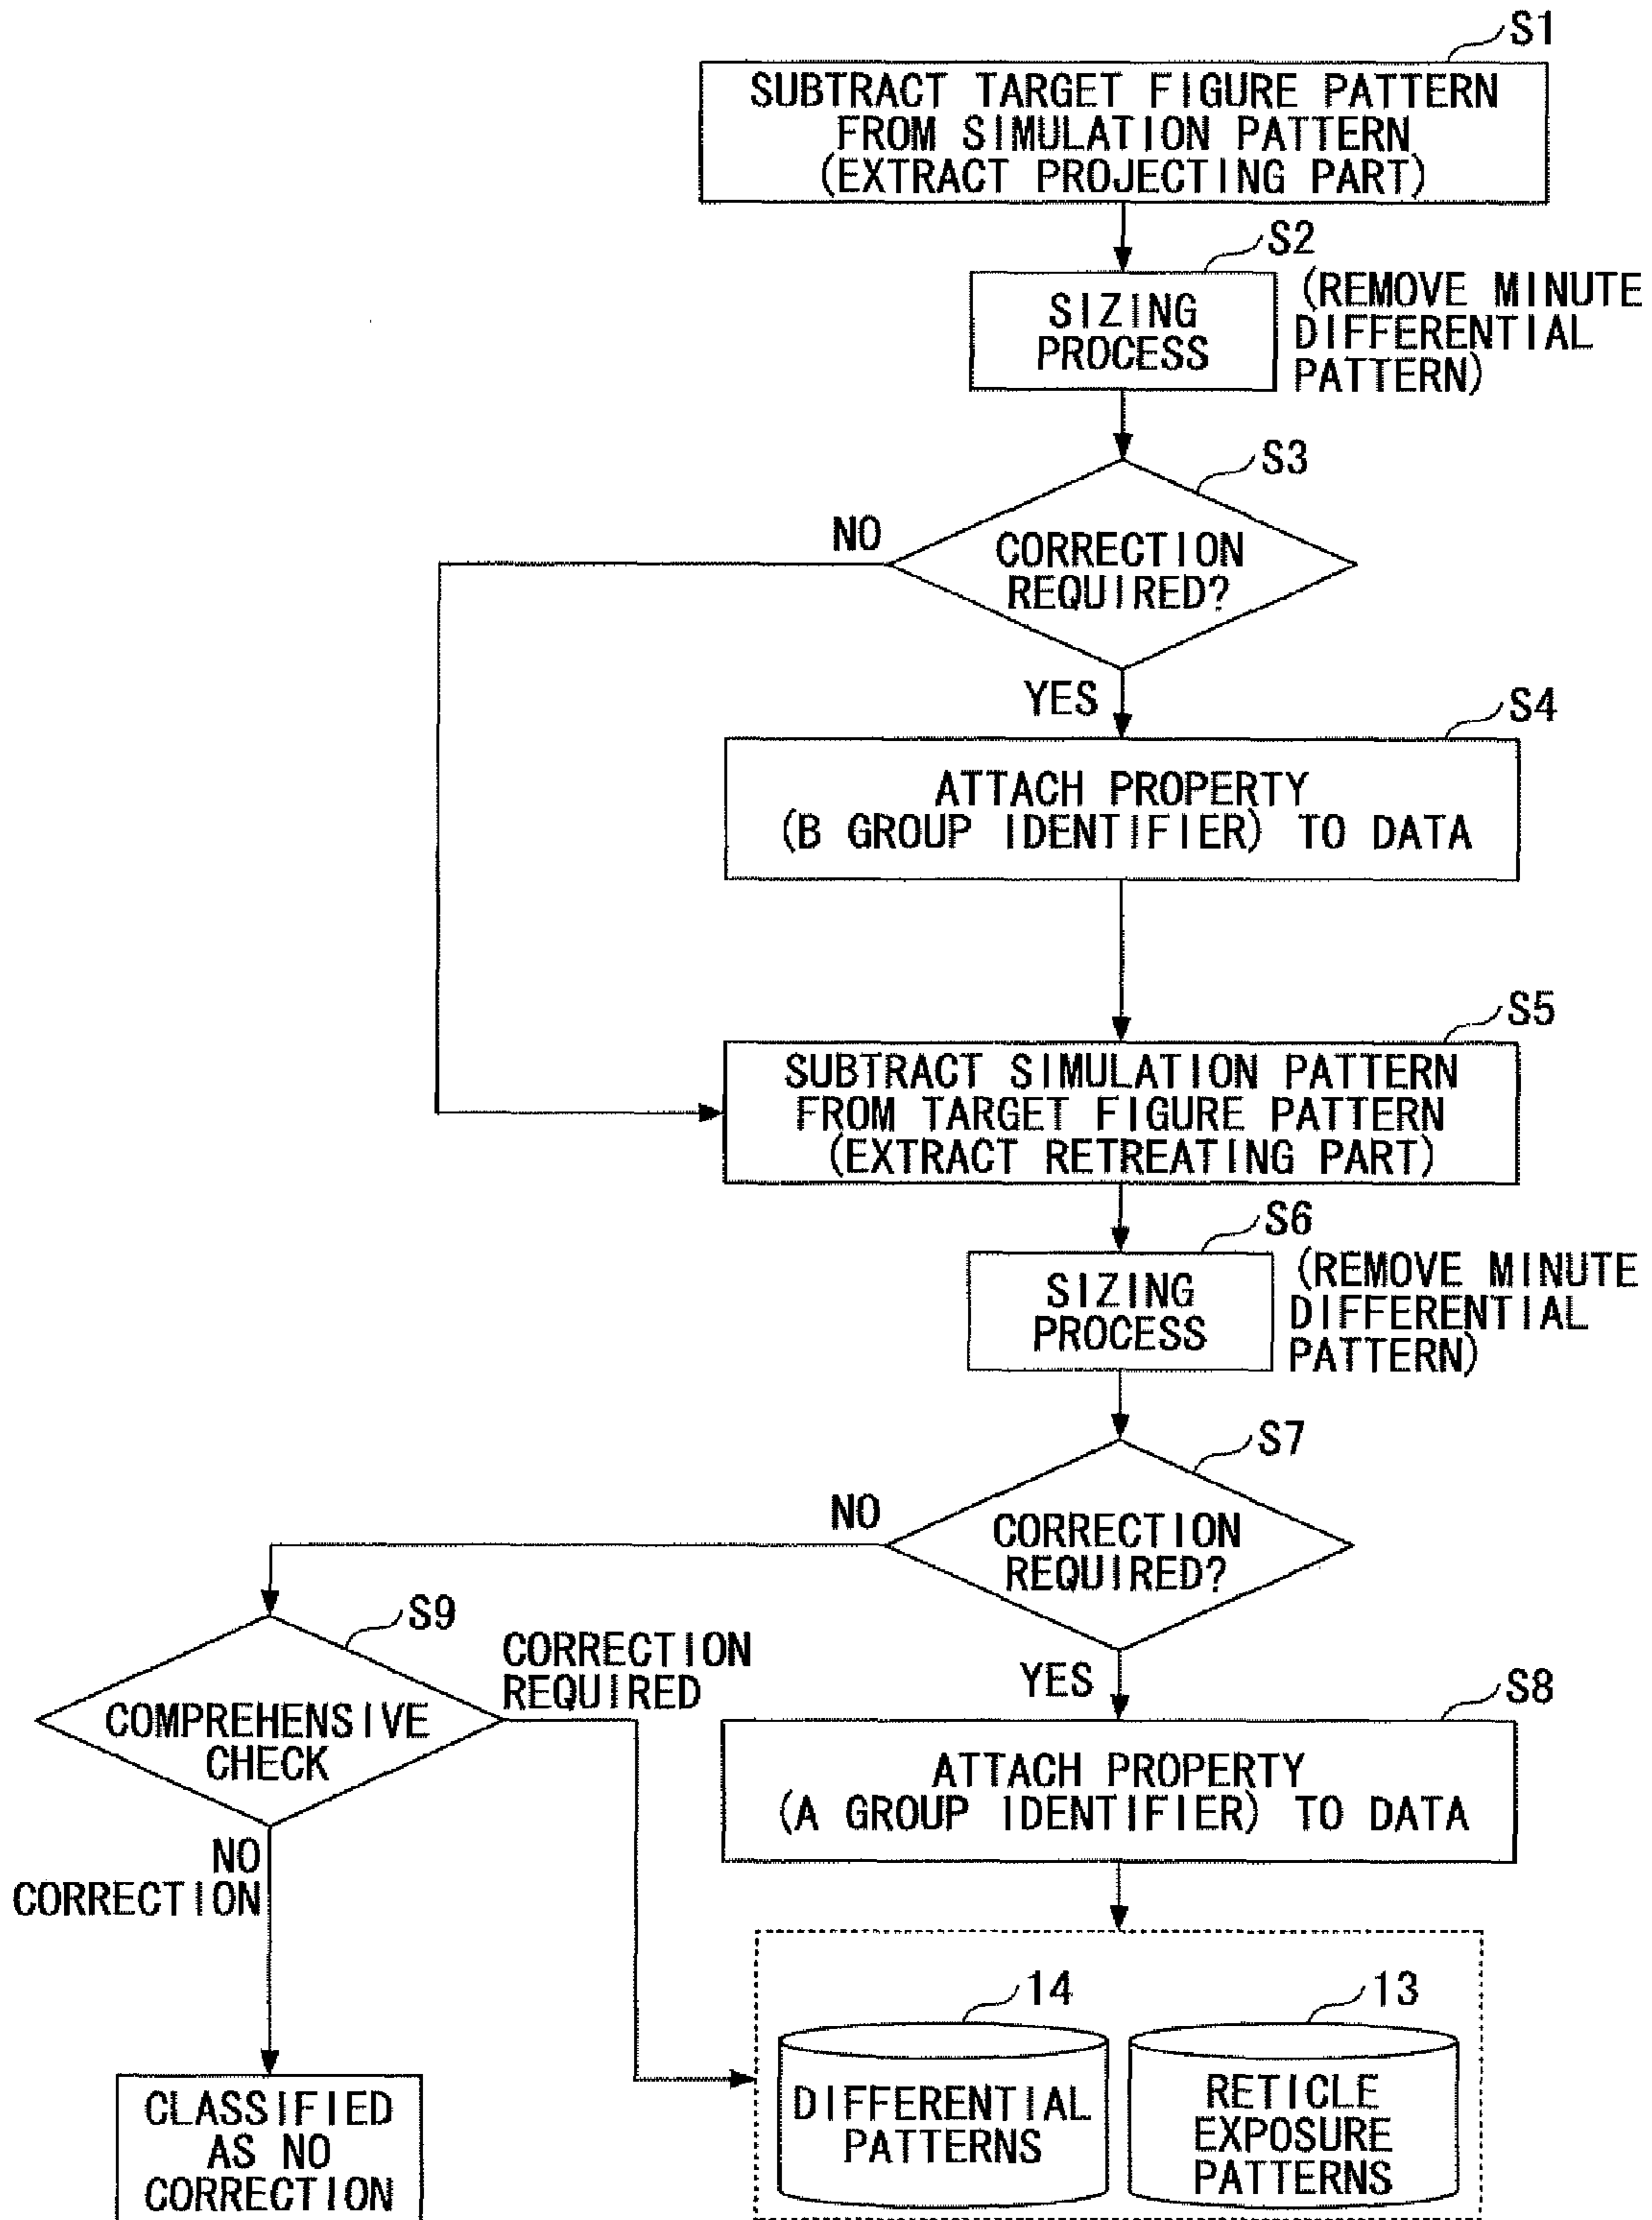 S1
SUBTRACT TARGET FIGURE PATTERN
FROM SIMULATION PATTERN
(EXTRACT PROJECTING PART)
S2
SIZING
PROCESS
(REMOVE MINUTE
DIFFERENTIAL
PATTERN)
S3
NO
CORRECTION
REQUIRED?
YES
S4
ATTACH PROPERTY
(B GROUP IDENTIFIER) TO DATA
S5
SUBTRACT SIMULATION PATTERN
FROM TARGET FIGURE PATTERN
(EXTRACT RETREATING PART)
S6
SIZING
PROCESS
(REMOVE MINUTE
DIFFERENTIAL
PATTERN)
S7
NO
CORRECTION
REQUIRED?
S9
CORRECTION
REQUIRED
COMPREHENSIVE
CHECK
YES
S8
ATTACH PROPERTY
(A GROUP IDENTIFIER) TO DATA
NO
CORRECTION
14
13
DIFFERENTIAL
PATTERNS
RETICLE
EXPOSURE
PATTERNS
CLASSIFIED
AS NO
CORRECTION